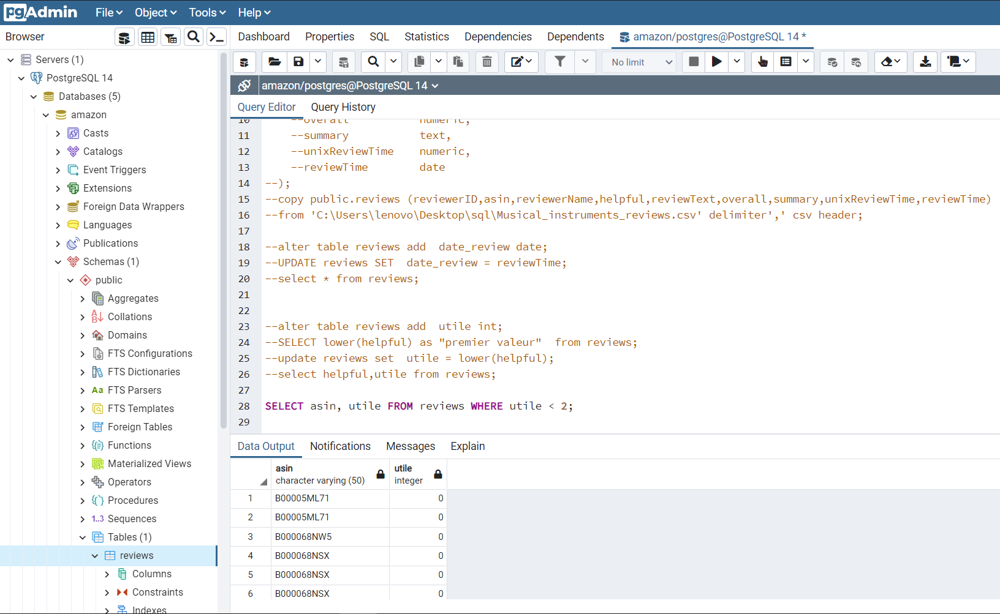 pgAdmin File Object Tools Help
Browser
Dashboard Properties SQL Statistics Dependencies Dependents amazon/postgres@PostgreSQL 14 *
No limit
amazon/postgres@PostgreSQL 14
Query Editor Query History
Servers (1)
PostgreSQL 14
Databases (5)
amazon
Casts
Catalogs
Event Triggers
Extensions
Foreign Data Wrappers
Languages
Publications
Schemas (1)
public
Aggregates
Collations
Domains
FTS Configurations
FTS Dictionaries
Aa FTS Parsers
FTS Templates
Foreign Tables
Functions
Materialized Views
Operators
Procedures
1..3 Sequences
Tables (1)
reviews
Columns
Constraints
Indexes
10 --overall numeric,
11 --summary text,
12 --unixReviewTime numeric,
13 --reviewTime date
14 --);
15 --copy public.reviews (reviewerID,asin,reviewerName,helpful,reviewText,overall,summary,unixReviewTime,reviewTime)
16 --from 'C:\Users\lenovo\Desktop\sql\Musical_instruments_reviews.csv' delimiter',' csv header;
17
18 --alter table reviews add  date_review date;
19 --UPDATE reviews SET  date_review = reviewTime;
20 --select * from reviews;
21
22
23 --alter table reviews add  utile int;
24 --SELECT lower(helpful) as "premier valeur"  from reviews;
25 --update reviews set  utile = lower(helpful);
26 --select helpful,utile from reviews;
27
28 SELECT asin, utile FROM reviews WHERE utile < 2;
29
Data Output Notifications Messages Explain
asin utile
character varying (50) integer
1 B00005ML71 0
2 B00005ML71 0
3 B000068NW5 0
4 B000068NSX 0
5 B000068NSX 0
6 B000068NSX 0